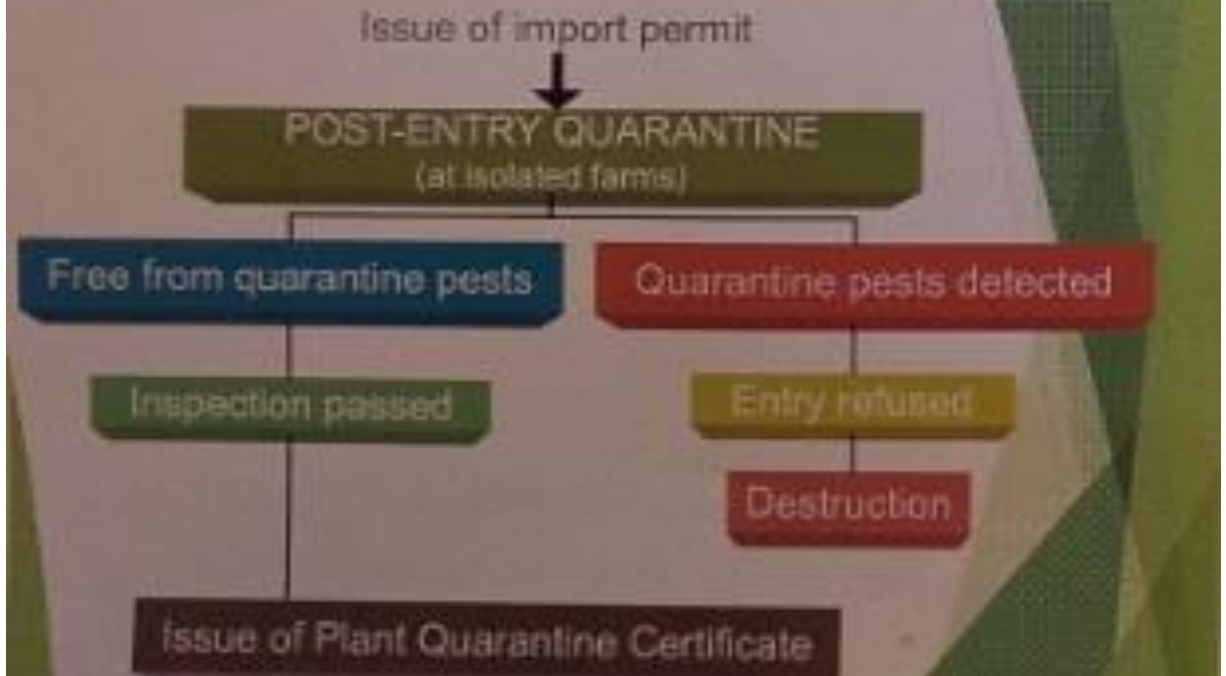 Issue of import permit
POST-ENTRY QUARANTINE
(at isolated farms)
Free from quarantine pests
Quarantine pests detected
Inspection passed
Entry refused
Destruction
Issue of Plant Quarantine Certificate